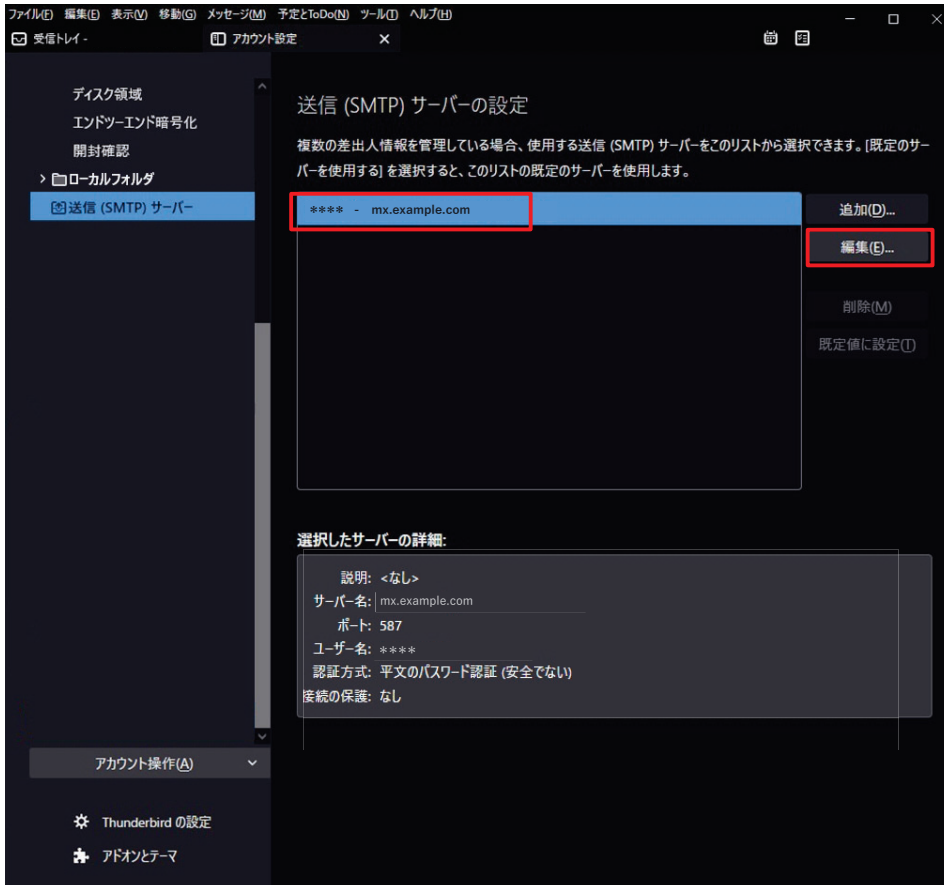 ファイル(F) 編集(E) 表示(V) 移動(G) メッセージ(M) 予定とToDo(N) ツール(T) ヘルプ(H)
受信トレイ -
アカウント設定
ディスク領域
エンドツーエンド暗号化
開封確認
ローカルフォルダ
送信 (SMTP) サーバー
送信 (SMTP) サーバーの設定
複数の差出人情報を管理している場合、使用する送信 (SMTP) サーバーをこのリストから選択できます。[既定のサー
バーを使用する] を選択すると、このリストの既定のサーバーを使用します。
**** - mx.example.com
追加(D)...
編集(E)...
削除(M)
既定値に設定(T)
選択したサーバーの詳細:
説明: <なし>
サーバー名: mx.example.com
ポート: 587
ユーザー名: ****
認証方式: 平文のパスワード認証 (安全でない)
接続の保護: なし
アカウント操作(A)
Thunderbird の設定
アドオンとテーマ